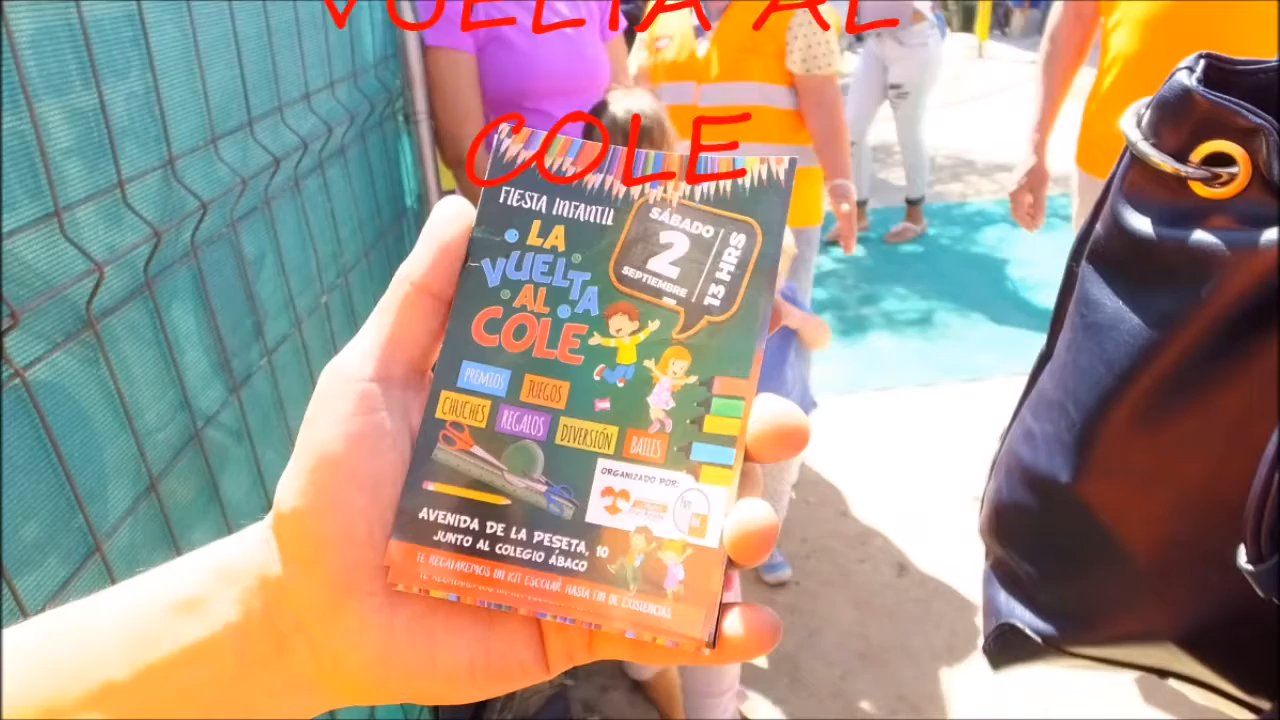 VUELTA AL
COLE
FIESTA INFANTIL
LA
VUELTA
AL
COLE
SÁBADO
2
SEPTIEMBRE
13 HRS
PREMIOS
JUEGOS
CHUCHES
REGALOS
DIVERSIÓN
BAILES
ORGANIZADO POR:
AVENIDA DE LA PESETA, 10
JUNTO AL COLEGIO ÁBACO
TE REGALAREMOS UN KIT ESCOLAR HASTA FIN DE EXISTENCIAS